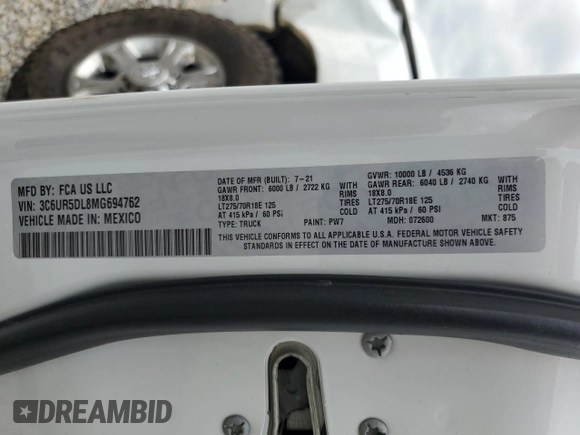 MFD BY: FCA US LLC
VIN: 3C6UR5DL8MG694762
VEHICLE MADE IN: MEXICO
DATE OF MFR (BUILT): 7-21
GAWR FRONT: 6000 LB / 2722 KG WITH
18X8.0 RIMS
LT275/70R18E 125 TIRES
AT 415 kPa / 60 PSi COLD
TYPE: TRUCK PAINT: PW7
GVWR: 10000 LB / 4536 KG
GAWR REAR: 6040 LB / 2740 KG WITH
18X8.0 RIMS
LT275/70R18E 125 TIRES
AT 415 kPa / 60 PSi COLD
MDH: 072600 MKT: 875
THIS VEHICLE CONFORMS TO ALL APPLICABLE U.S.A. FEDERAL MOTOR VEHICLE SAFETY
STANDARDS IN EFFECT ON THE DATE OF MANUFACTURE SHOWN ABOVE.
DREAMBID